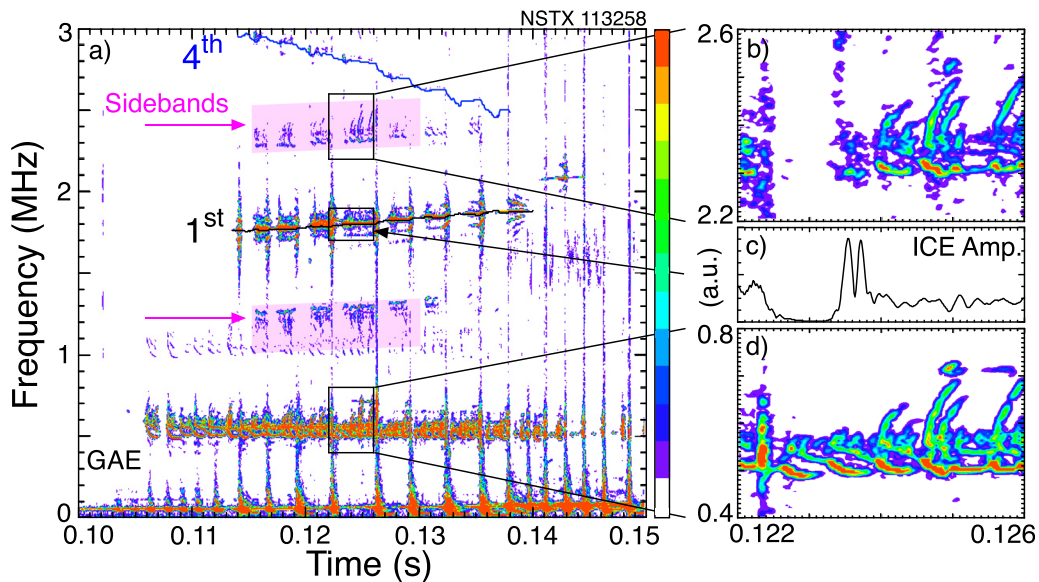 NSTX 113258
a)
4th
Sidebands
1st
GAE
3
2
1
0
Frequency (MHz)
0.10
0.11
0.12
0.13
0.14
0.15
Time (s)
b)
2.6
2.2
c)
ICE Amp.
(a.u.)
d)
0.8
0.4
0.122
0.126